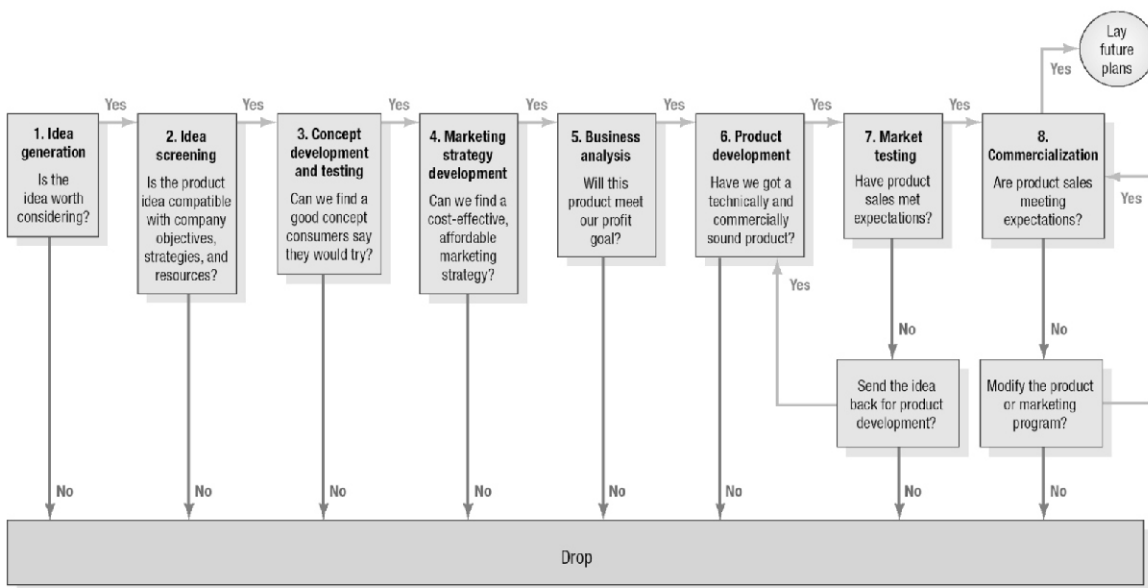 Lay
future
plans
Yes
Yes
Yes
Yes
Yes
Yes
Yes
Yes
1. Idea
generation
Is the
idea worth
considering?
2. Idea
screening
Is the product
idea compatible
with company
objectives,
strategies, and
resources?
3. Concept
development
and testing
Can we find a
good concept
consumers say
they would try?
4. Marketing
strategy
development
Can we find a
cost-effective,
affordable
marketing
strategy?
5. Business
analysis
Will this
product meet
our profit
goal?
6. Product
development
Have we got a
technically and
commercially
sound product?
7. Market
testing
Have product
sales met
expectations?
8.
Commercialization
Are product sales
meeting
expectations?
Yes
Yes
No
No
Send the idea
back for product
development?
Modify the product
or marketing
program?
No
No
No
No
No
No
No
No
Drop